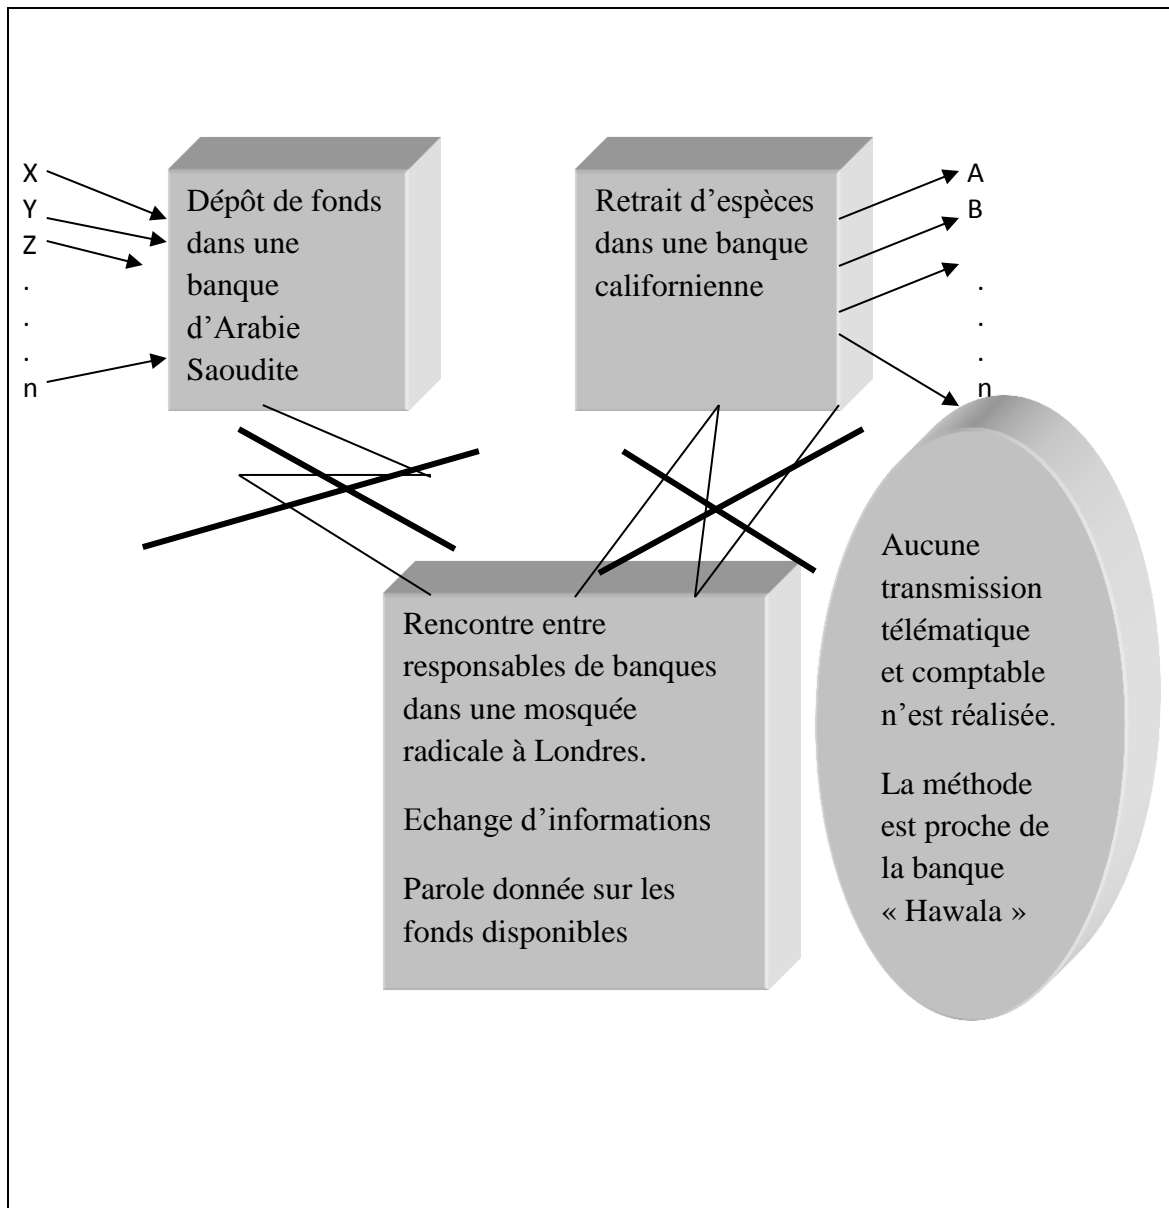 X
Y
Z
.
.
.
n
Dépôt de fonds
dans une
banque
d’Arabie
Saoudite
Retrait d’espèces
dans une banque
californienne
A
B
.
.
.
n
Rencontre entre
responsables de banques
dans une mosquée
radicale à Londres.
Echange d’informations
Parole donnée sur les
fonds disponibles
Aucune
transmission
télématique
et comptable
n’est réalisée.
La méthode
est proche de
la banque
« Hawala »